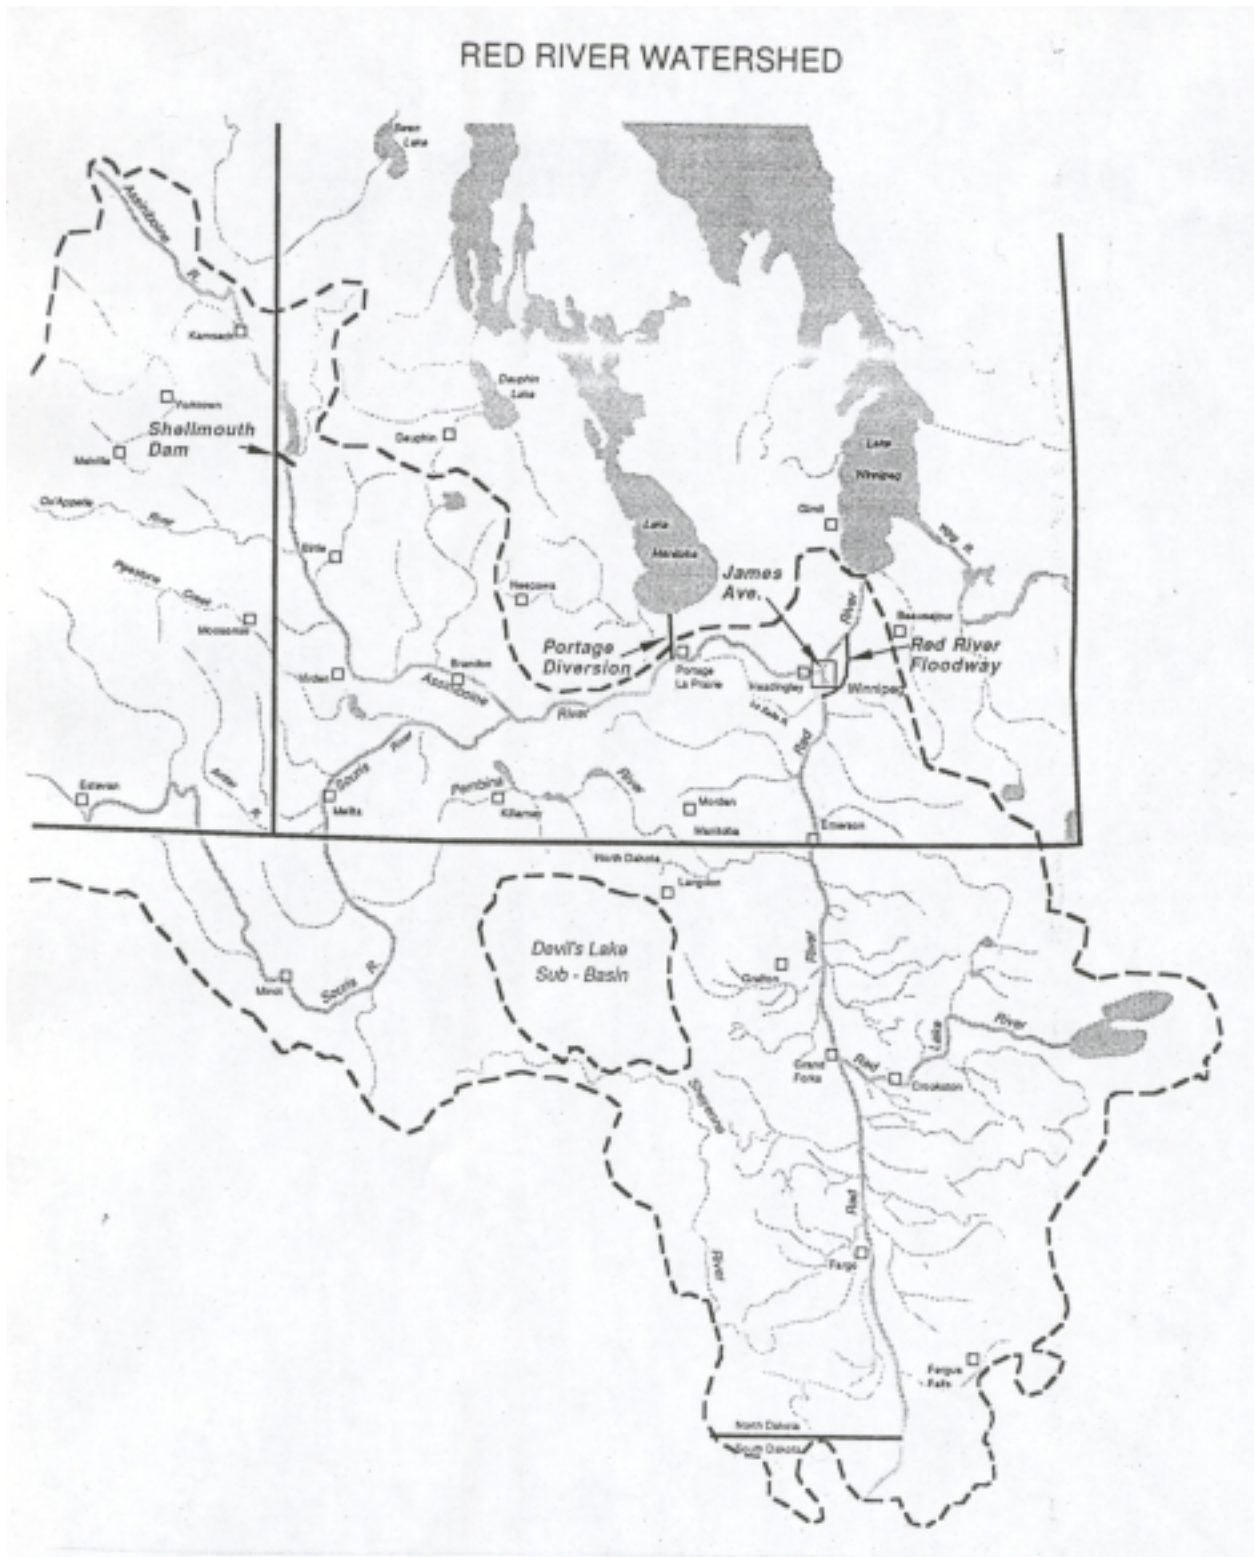 RED RIVER WATERSHED
Swan
Lake
Assiniboine
R.
Kamsack
Dauphin
Lake
Yorktown
Shellmouth
Dam
Dauphin
Melville
Lake
Winnipeg
Qu'Appelle
River
Gimli
Lake
Manitoba
Wpg R.
Birtle
James
Ave.
Pipestone
Creek
Neepawa
River
Moosomin
Beausejour
Portage
Diversion
Red River
Floodway
Virden
Brandon
Portage
La Prairie
Headingley
Winnipeg
Assiniboine
River
La Salle R.
Red
River
Souris
Estevan
Antler
R.
Melita
Pembina
Killarney
River
Morden
Manitoba
Emerson
North Dakota
Langdon
Devil's Lake
Sub - Basin
River
Grafton
Minot
Souris R.
Lake
River
Grand
Forks
Red
Crookston
Sheyenne
Red
River
Fargo
Fergus
Falls
North Dakota
South Dakota